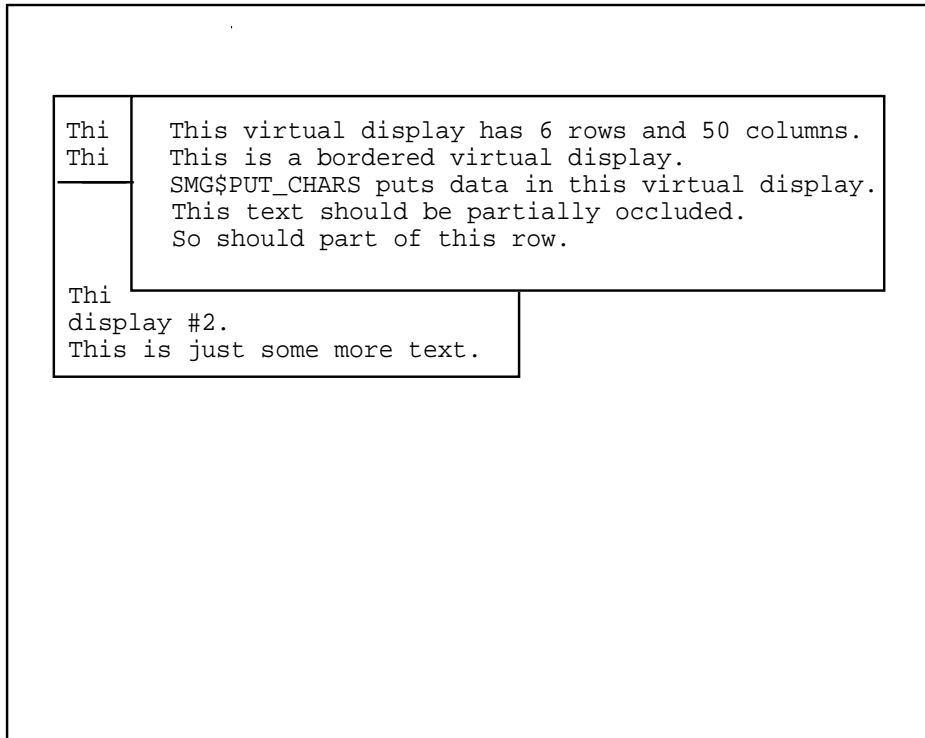 Thi This virtual display has 6 rows and 50 columns.
Thi This is a bordered virtual display.
SMG$PUT_CHARS puts data in this virtual display.
This text should be partially occluded.
So should part of this row.
Thi
display #2.
This is just some more text.